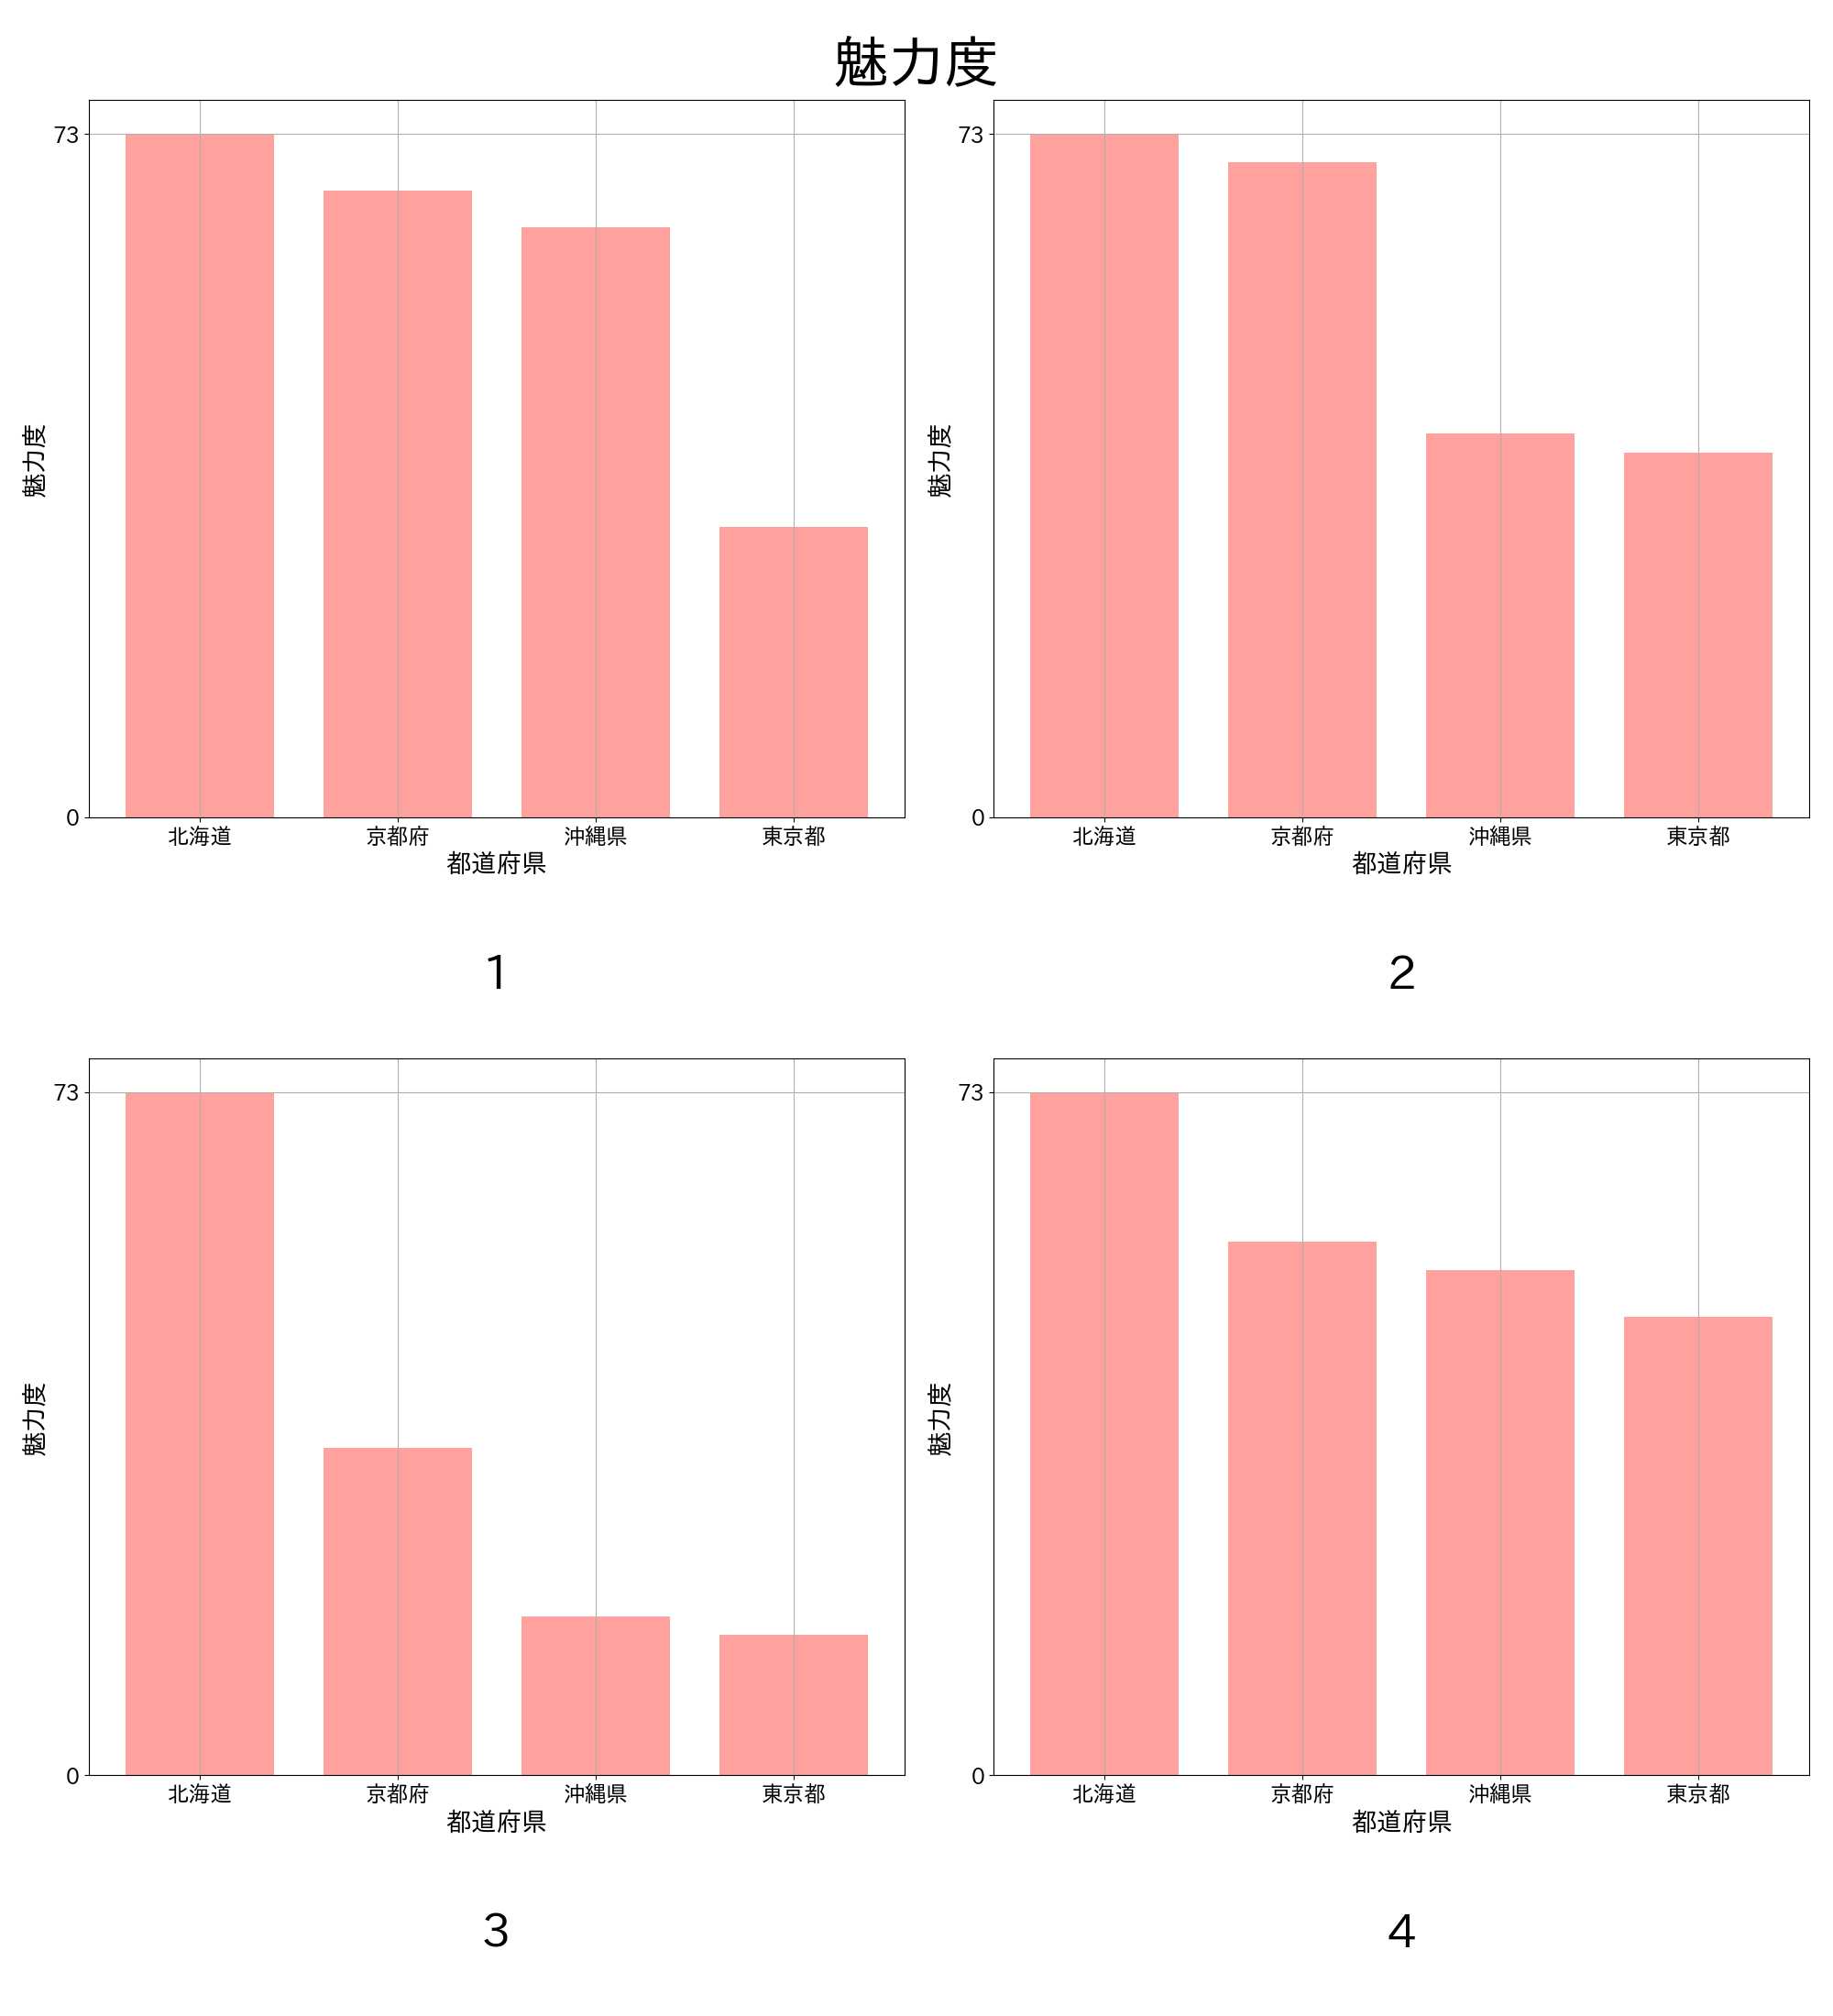 魅力度
73
0
魅力度
北海道 京都府 沖縄県 東京都
都道府県
1
73
0
魅力度
北海道 京都府 沖縄県 東京都
都道府県
2
73
0
魅力度
北海道 京都府 沖縄県 東京都
都道府県
3
73
0
魅力度
北海道 京都府 沖縄県 東京都
都道府県
4